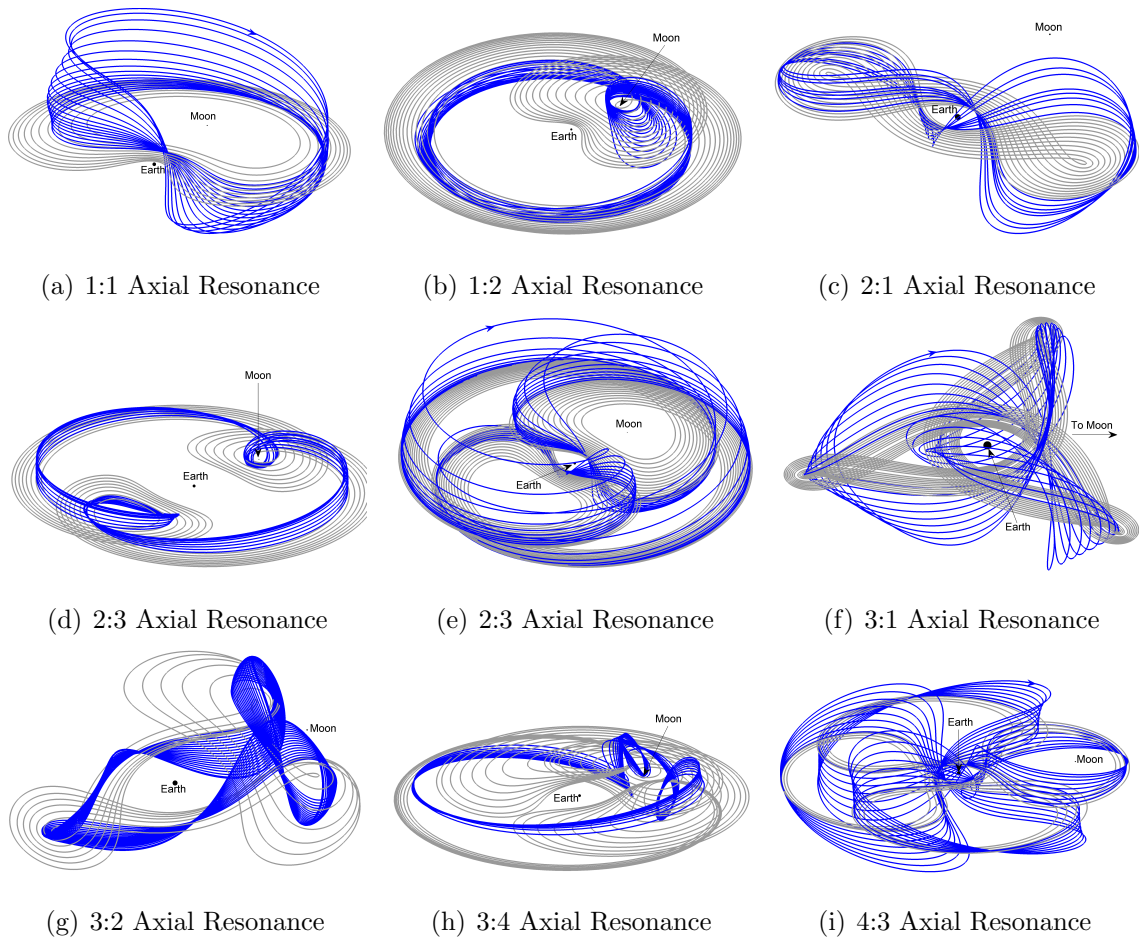 Moon
Earth
(a) 1:1 Axial Resonance
Moon
Earth
(b) 1:2 Axial Resonance
Moon
Earth
(c) 2:1 Axial Resonance
Moon
Earth
(d) 2:3 Axial Resonance
Moon
Earth
(e) 2:3 Axial Resonance
To Moon
Earth
(f) 3:1 Axial Resonance
Moon
Earth
(g) 3:2 Axial Resonance
Moon
Earth
(h) 3:4 Axial Resonance
Earth
Moon
(i) 4:3 Axial Resonance